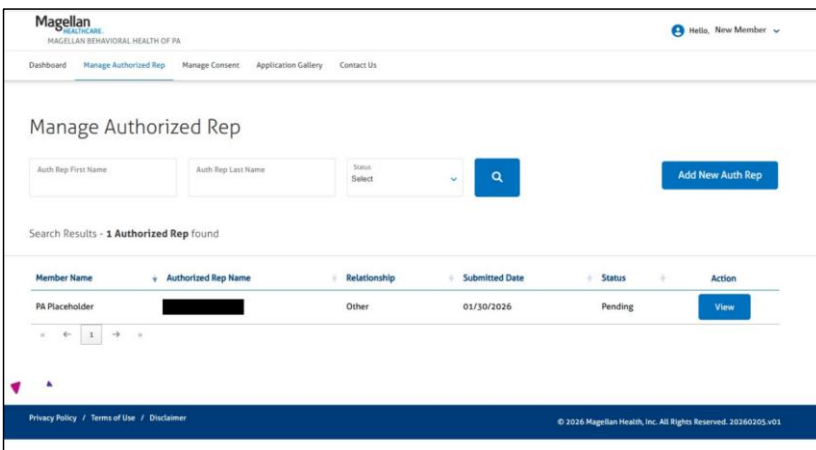 Magellan
HEALTHCARE.
MAGELLAN BEHAVIORAL HEALTH OF PA
Hello, New Member
Dashboard Manage Authorized Rep Manage Consent Application Gallery Contact Us
Manage Authorized Rep
Auth Rep First Name Auth Rep Last Name Status
Select
Add New Auth Rep
Search Results - 1 Authorized Rep found
Member Name Authorized Rep Name Relationship Submitted Date Status Action
PA Placeholder Other 01/30/2026 Pending View
« ← 1 → »
Privacy Policy / Terms of Use / Disclaimer © 2026 Magellan Health, Inc. All Rights Reserved. 20260205.v01